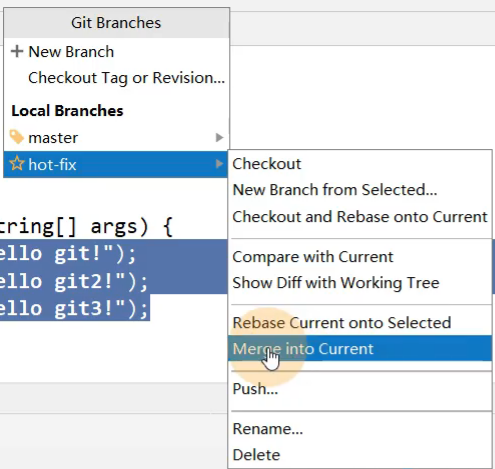 Git Branches
New Branch
Checkout Tag or Revision...
Local Branches
master
hot-fix
Checkout
New Branch from Selected...
Checkout and Rebase onto Current
Compare with Current
Show Diff with Working Tree
Rebase Current onto Selected
Merge into Current
Push...
Rename...
Delete
tring[] args) {
ello git!");
ello git2!");
ello git3!");